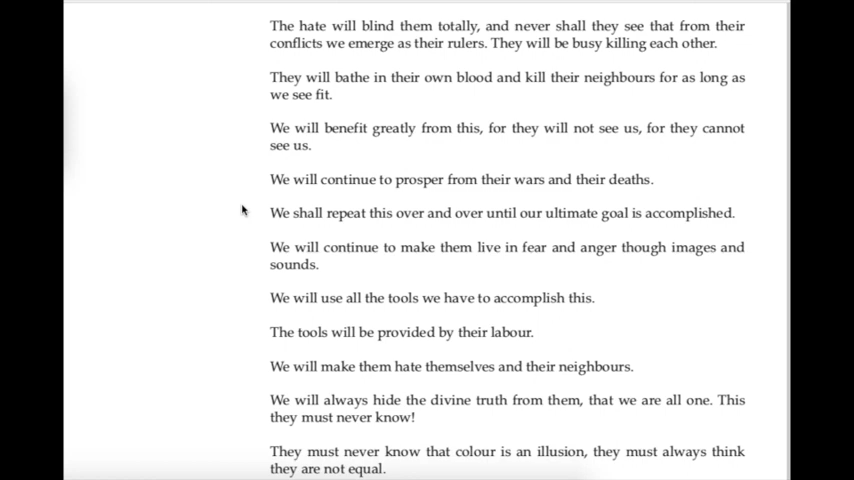 The hate will blind them totally, and never shall they see that from their
conflicts we emerge as their rulers. They will be busy killing each other.
They will bathe in their own blood and kill their neighbours for as long as
we see fit.
We will benefit greatly from this, for they will not see us, for they cannot
see us.
We will continue to prosper from their wars and their deaths.
We shall repeat this over and over until our ultimate goal is accomplished.
We will continue to make them live in fear and anger though images and
sounds.
We will use all the tools we have to accomplish this.
The tools will be provided by their labour.
We will make them hate themselves and their neighbours.
We will always hide the divine truth from them, that we are all one. This
they must never know!
They must never know that colour is an illusion, they must always think
they are not equal.